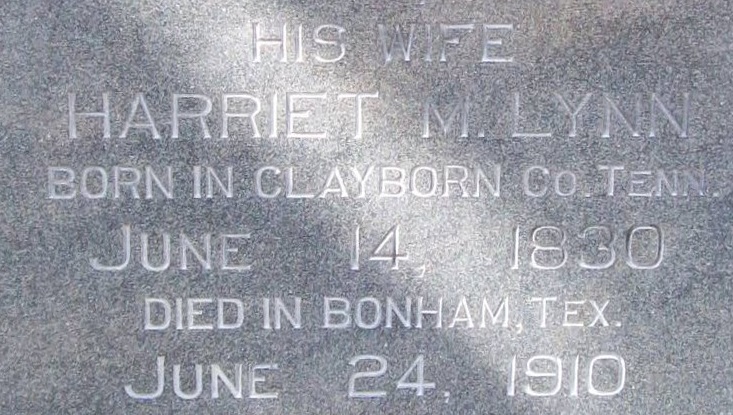 HIS WIFE
HARRIET M. LYNN
BORN IN CLAYBORN CO. TENN.
JUNE 14, 1830
DIED IN BONHAM, TEX.
JUNE 24, 1910